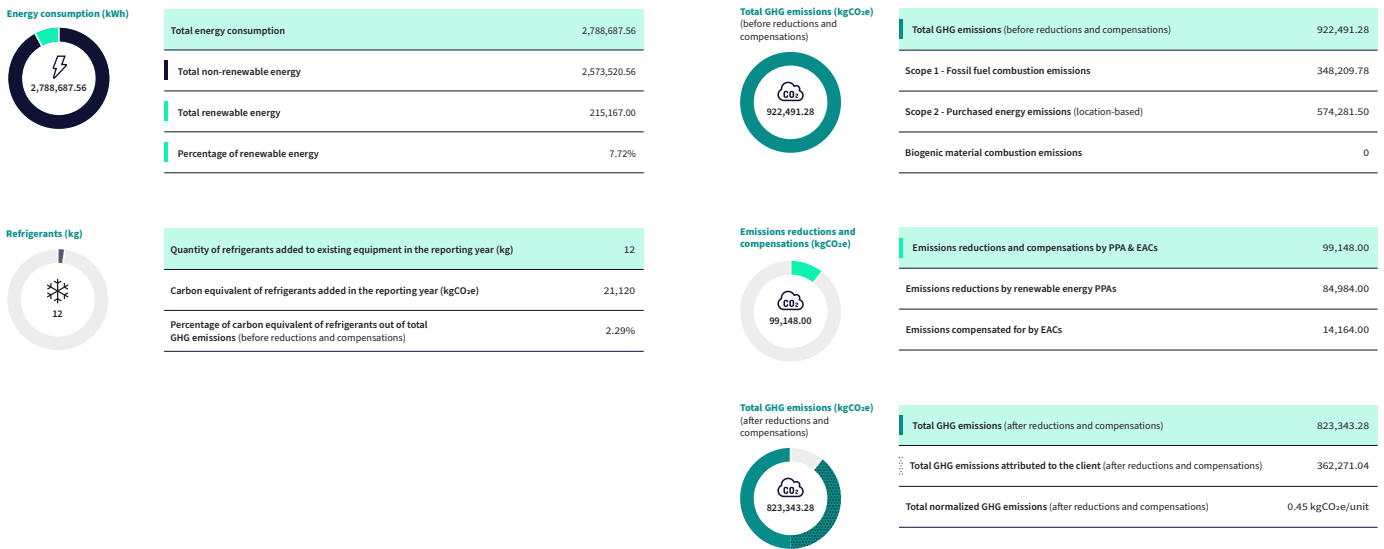 Energy consumption (kWh)
2,788,687.56
Total energy consumption 2,788,687.56
Total non-renewable energy 2,573,520.56
Total renewable energy 215,167.00
Percentage of renewable energy 7.72%
Refrigerants (kg)
12
Quantity of refrigerants added to existing equipment in the reporting year (kg) 12
Carbon equivalent of refrigerants added in the reporting year (kgCO₂e) 21,120
Percentage of carbon equivalent of refrigerants out of total
GHG emissions (before reductions and compensations) 2.29%
Total GHG emissions (kgCO₂e)
(before reductions and
compensations)
CO₂
922,491.28
Total GHG emissions (before reductions and compensations) 922,491.28
Scope 1 - Fossil fuel combustion emissions 348,209.78
Scope 2 - Purchased energy emissions (location-based) 574,281.50
Biogenic material combustion emissions 0
Emissions reductions and
compensations (kgCO₂e)
CO₂
99,148.00
Emissions reductions and compensations by PPA & EACs 99,148.00
Emissions reductions by renewable energy PPAs 84,984.00
Emissions compensated for by EACs 14,164.00
Total GHG emissions (kgCO₂e)
(after reductions and
compensations)
CO₂
823,343.28
Total GHG emissions (after reductions and compensations) 823,343.28
Total GHG emissions attributed to the client (after reductions and compensations) 362,271.04
Total normalized GHG emissions (after reductions and compensations) 0.45 kgCO₂e/unit